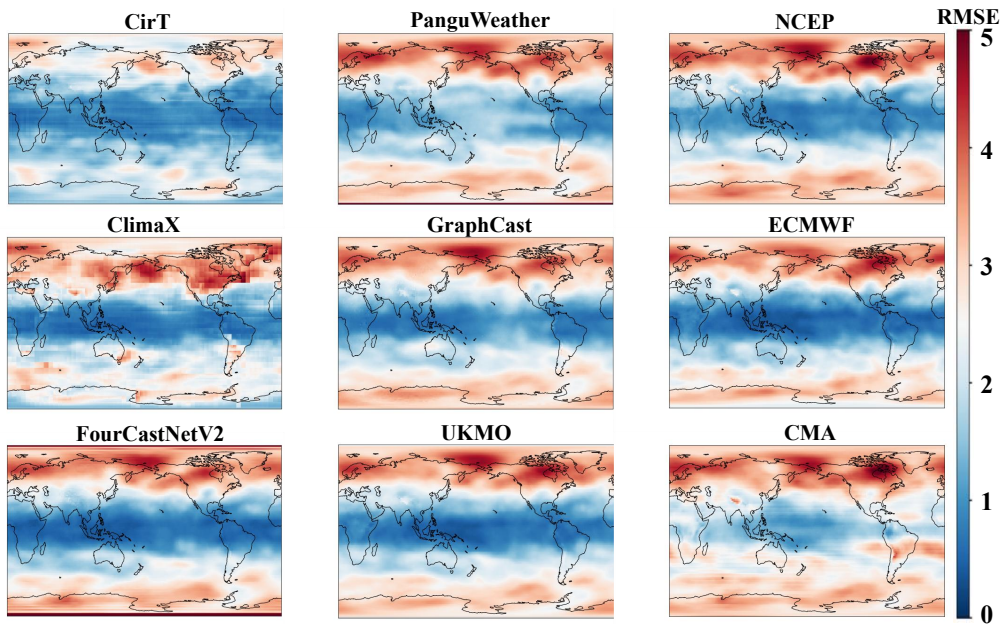 CirT
PanguWeather
NCEP
RMSE
5
4
3
2
1
0
ClimaX
GraphCast
ECMWF
FourCastNetV2
UKMO
CMA